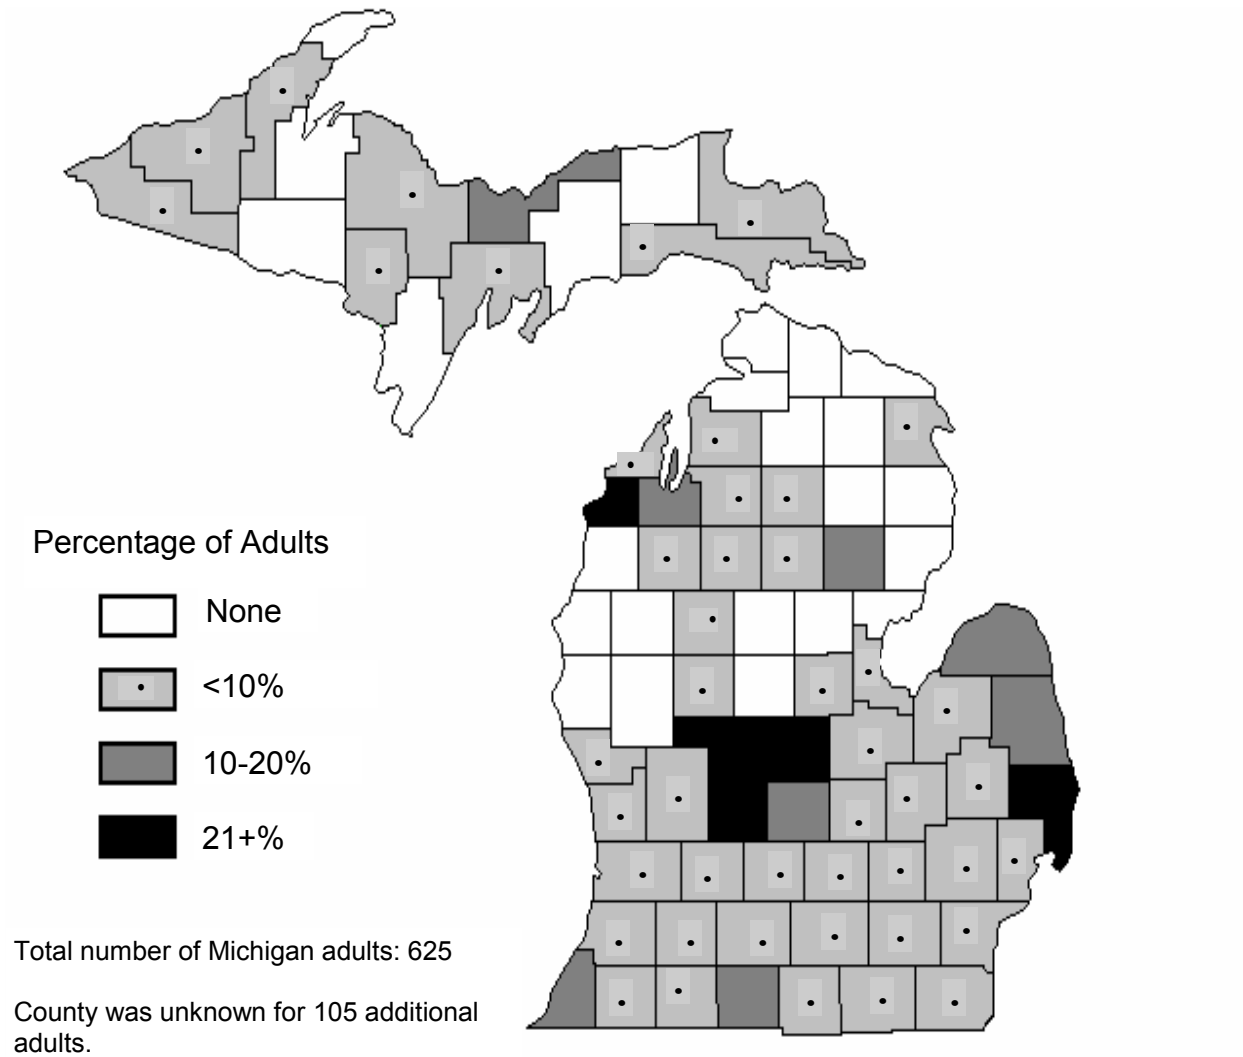 Percentage of Adults
None
<10%
10-20%
21+%
Total number of Michigan adults: 625
County was unknown for 105 additional
adults.